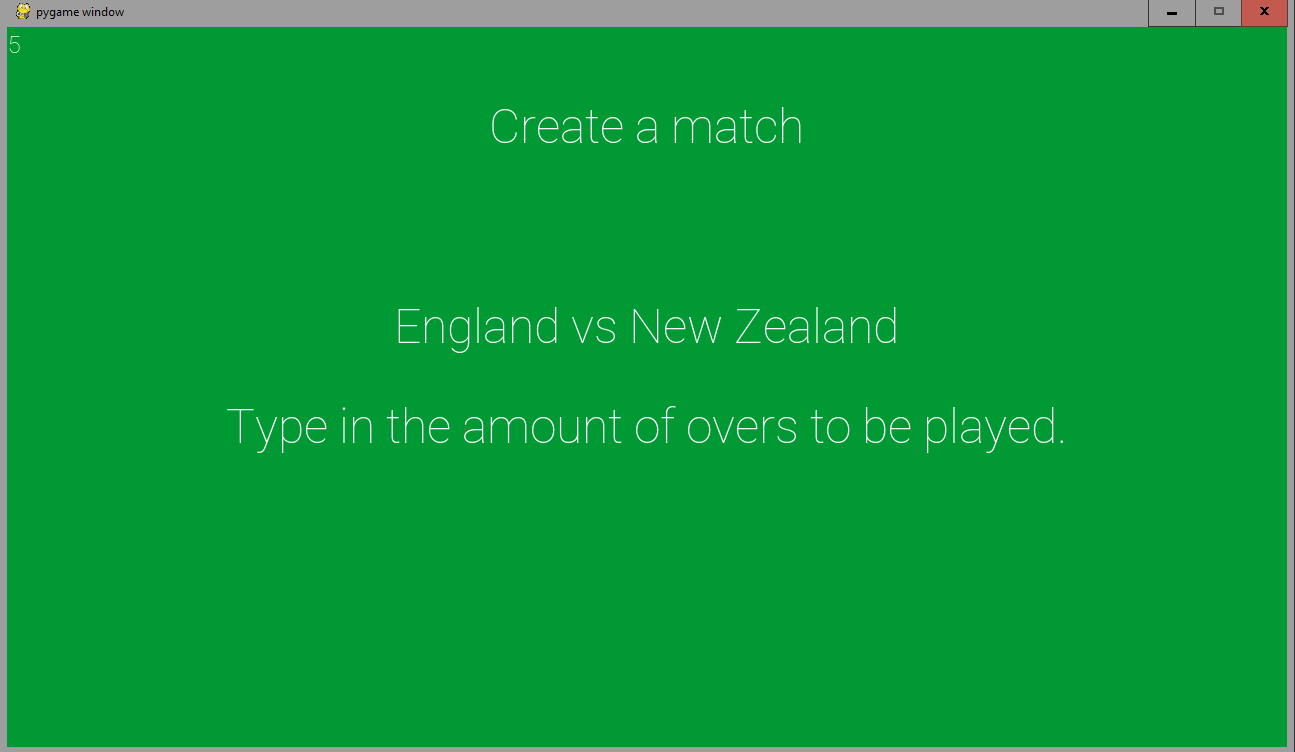 pygame window
5
Create a match
England vs New Zealand
Type in the amount of overs to be played.